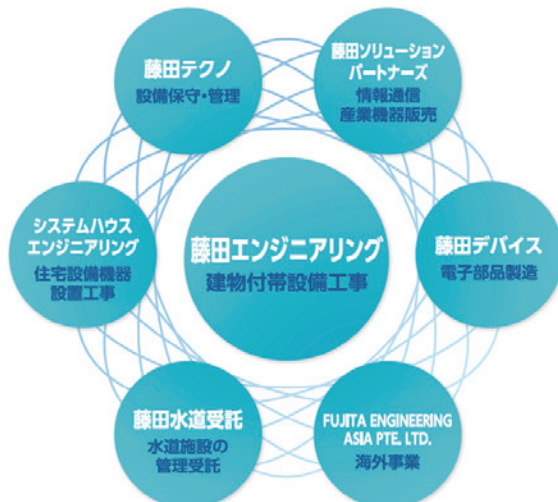 藤田テクノ
設備保守・管理
藤田ソリューション
パートナーズ
情報通信
産業機器販売
システムハウス
エンジニアリング
住宅設備機器
設置工事
藤田エンジニアリング
建物付帯設備工事
藤田デバイス
電子部品製造
藤田水道受託
水道施設の
管理受託
FUJITA ENGINEERING
ASIA PTE, LTD.
海外事業